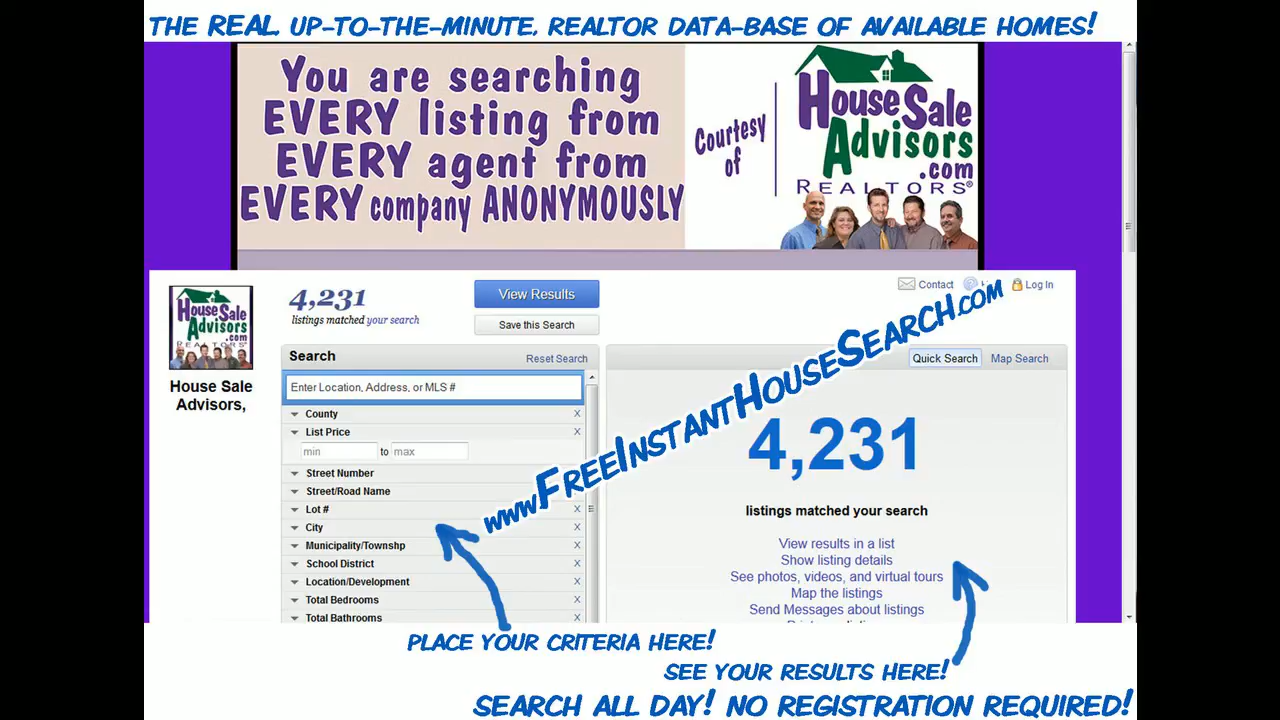 THE REAL, UP-TO-THE-MINUTE, REALTOR DATA-BASE OF AVAILABLE HOMES!
You are searching
EVERY listing from
EVERY agent from
EVERY company ANONYMOUSLY
Courtesy
of
HouseSale
Advisors
.com
REALTORS®
HouseSale
Advisors
.com
REALTORS
House Sale
Advisors,
4,231
listings matched your search
View Results
Save this Search
Contact
Log In
Search
Reset Search
Quick Search
Map Search
Enter Location, Address, or MLS #
County X
List Price X
min to max
Street Number
Street/Road Name
Lot # X
City X
Municipality/Townshp X
School District X
Location/Development X
Total Bedrooms X
Total Bathrooms X
www.FreeInstantHouseSearch.com
4,231
listings matched your search
View results in a list
Show listing details
See photos, videos, and virtual tours
Map the listings
Send Messages about listings
PLACE YOUR CRITERIA HERE!
SEE YOUR RESULTS HERE!
SEARCH ALL DAY! NO REGISTRATION REQUIRED!